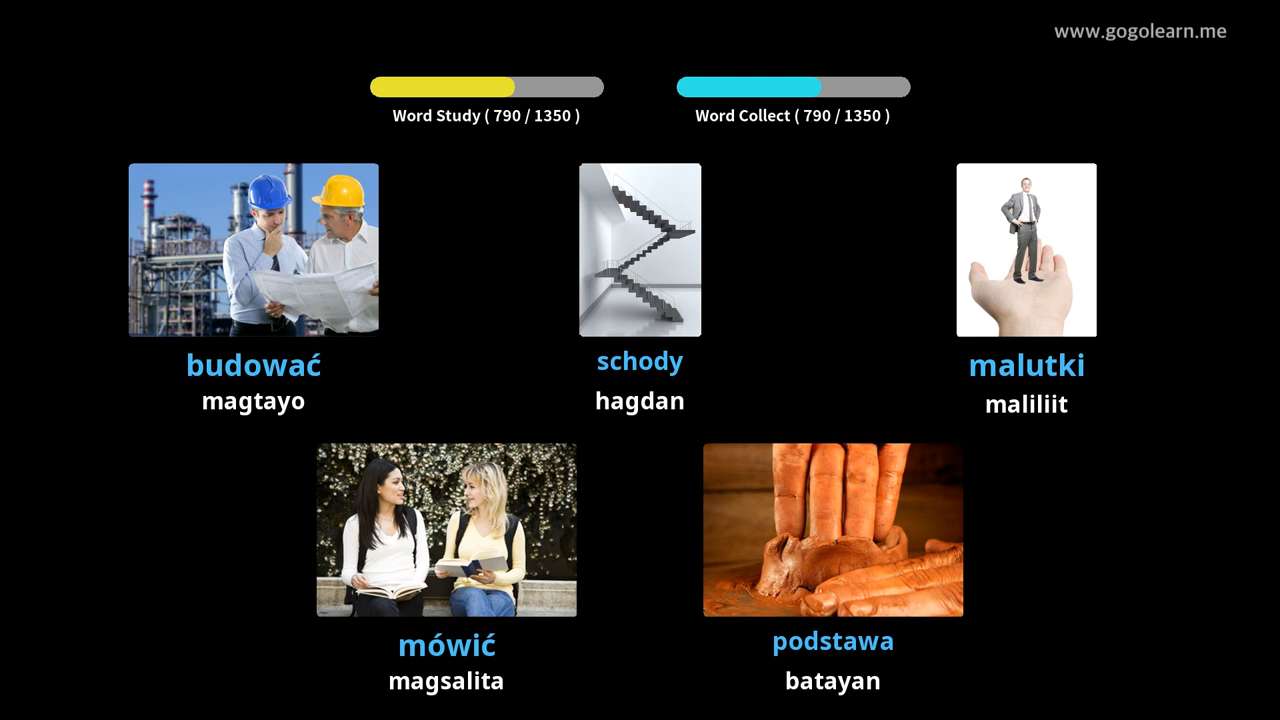 www.gogolearn.me
Word Study ( 790 / 1350 )
Word Collect ( 790 / 1350 )
budować
magtayo
schody
hagdan
malutki
maliliit
mówić
magsalita
podstawa
batayan